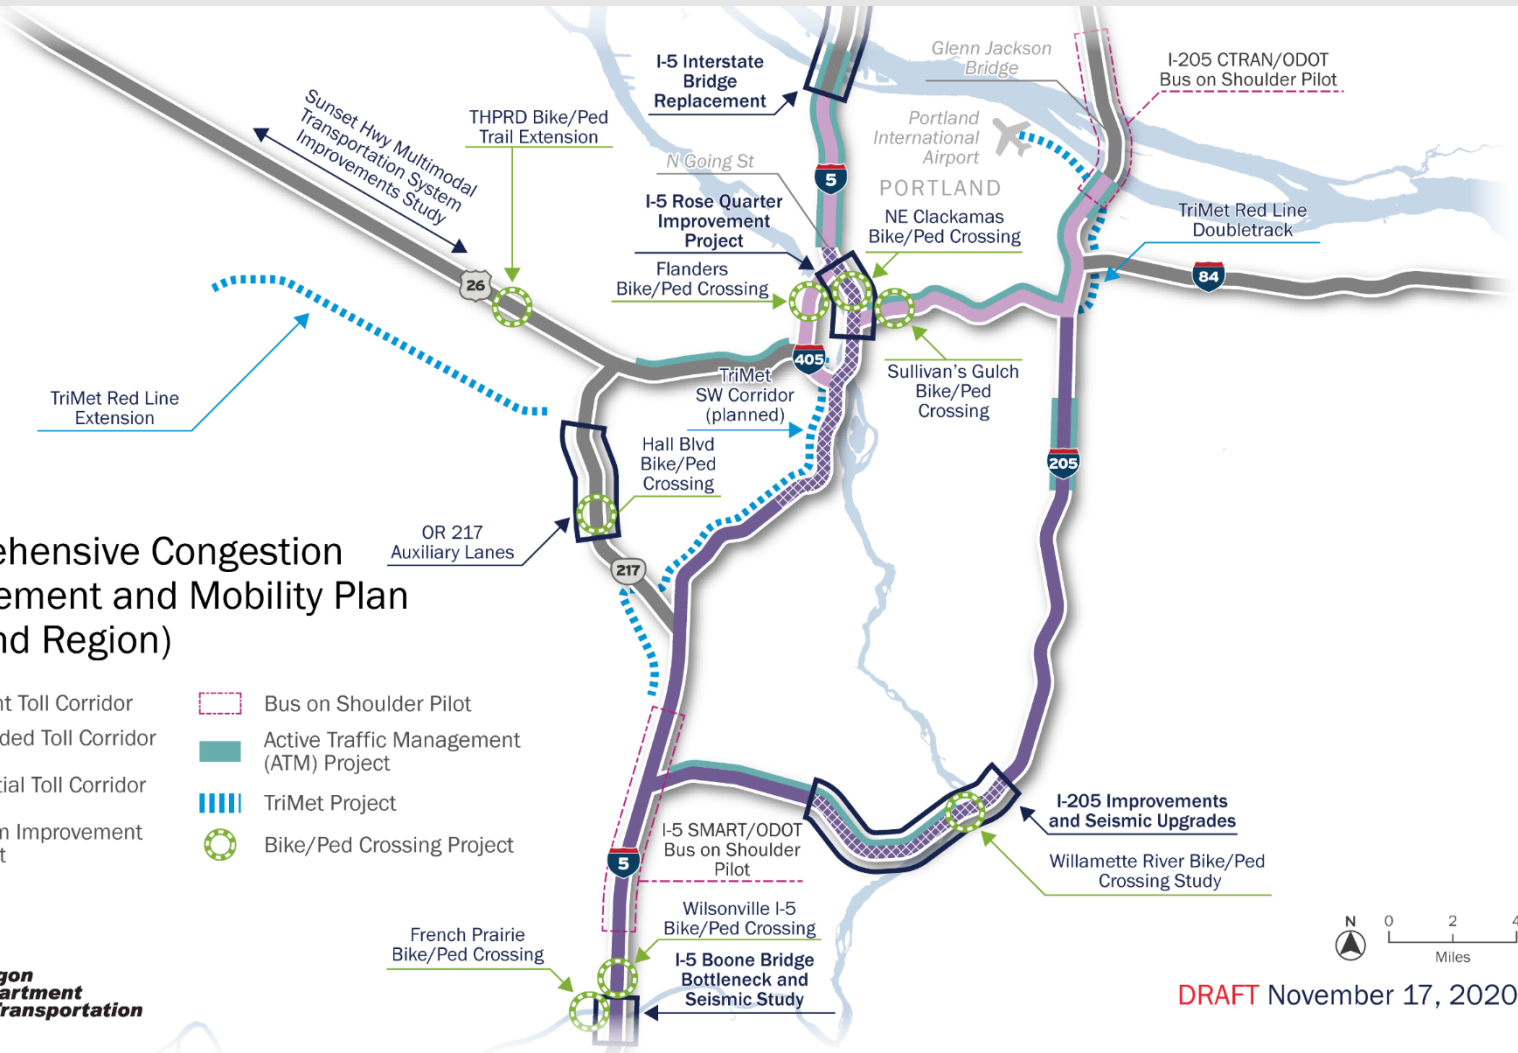 Glenn Jackson
Bridge
I-205 CTRAN/ODOT
Bus on Shoulder Pilot
I-5 Interstate
Bridge
Replacement
Sunset Hwy Multimodal
Transportation System
Improvements Study
THPRD Bike/Ped
Trail Extension
Portland
International
Airport
N Going St
5
PORTLAND
I-5 Rose Quarter
Improvement
Project
NE Clackamas
Bike/Ped Crossing
TriMet Red Line
Doubletrack
Flanders
Bike/Ped Crossing
26
84
405
TriMet
SW Corridor
(planned)
Sullivan's Gulch
Bike/Ped
Crossing
TriMet Red Line
Extension
Hall Blvd
Bike/Ped
Crossing
205
OR 217
Auxiliary Lanes
217
ehensive Congestion
ement and Mobility Plan
nd Region)
nt Toll Corridor
ded Toll Corridor
tial Toll Corridor
m Improvement
t
Bus on Shoulder Pilot
Active Traffic Management
(ATM) Project
TriMet Project
Bike/Ped Crossing Project
I-5 SMART/ODOT
Bus on Shoulder
Pilot
5
I-205 Improvements
and Seismic Upgrades
Willamette River Bike/Ped
Crossing Study
Wilsonville I-5
Bike/Ped Crossing
French Prairie
Bike/Ped Crossing
I-5 Boone Bridge
Bottleneck and
Seismic Study
N
0 2 4
Miles
gon
artment
Transportation
DRAFT November 17, 2020